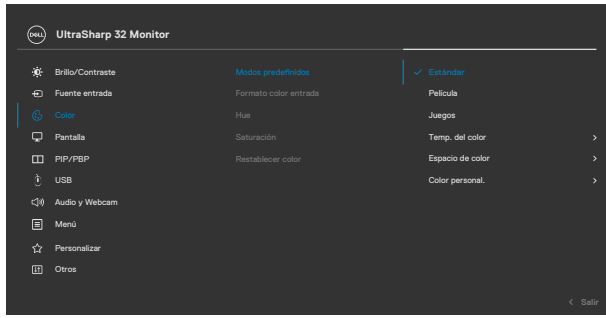 DELL UltraSharp 32 Monitor
Brillo/Contraste Modos predefinidos Estándar
Fuente entrada Formato color entrada Película
Color Hue Juegos
Pantalla Saturación Temp. del color
PIP/PBP Restablecer color Espacio de color
USB Color personal.
Audio y Webcam
Menú
Personalizar
Otros
Salir